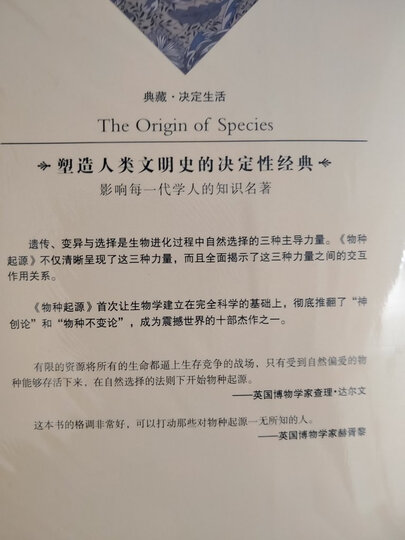 典藏·决定生活
The Origin of Species
塑造人类文明史的决定性经典
影响每一代学人的知识名著
遗传、变异与选择是生物进化过程中自然选择的三种主导力量。《物种
起源》不仅清晰呈现了这三种力量，而且全面揭示了这三种力量之间的交互
作用关系。
《物种起源》首次让生物学建立在完全科学的基础上，彻底推翻了“神
创论”和“物种不变论”，成为震撼世界的十部杰作之一。
有限的资源将所有的生命都逼上生存竞争的战场，只有受到自然偏爱的物
种能够存活下来，在自然选择的法则下开始物种起源。
——英国博物学家查理·达尔文
这本书的格调非常好，可以打动那些对物种起源一无所知的人。
——英国博物学家赫胥黎